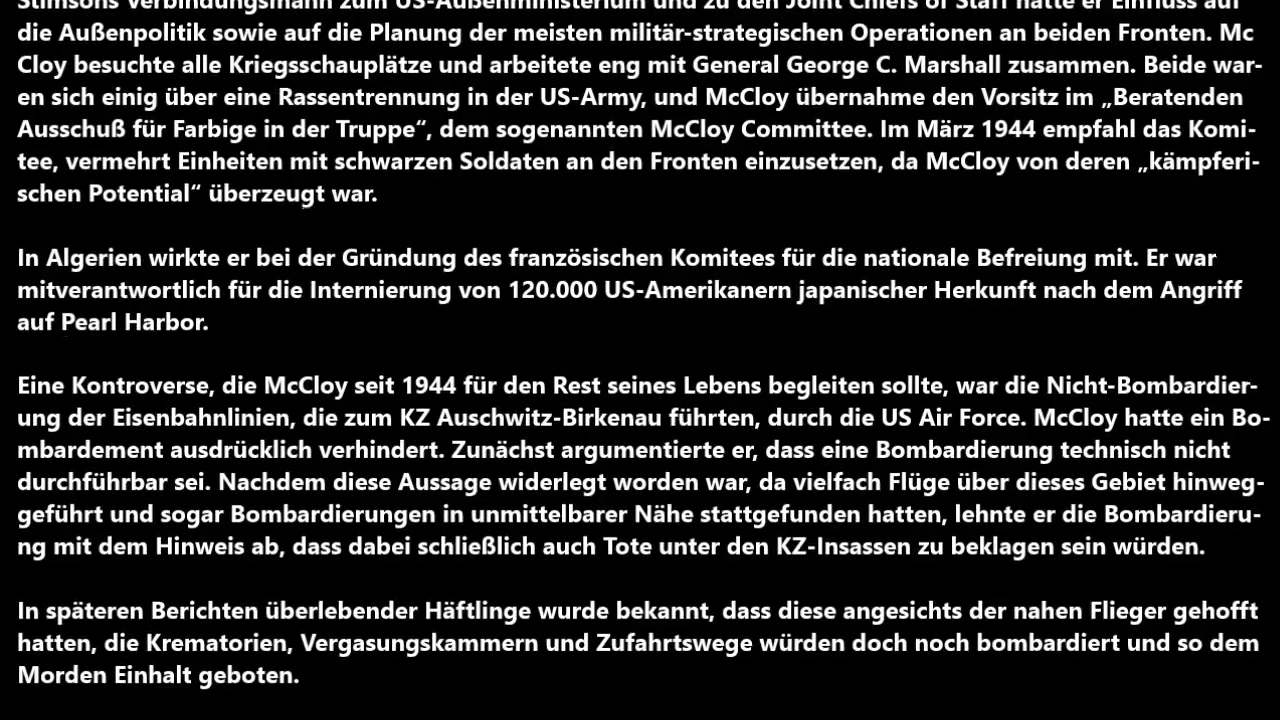 Stimsons Verbindungsmann zum US-Außenministerium und zu den Joint Chiefs of Staff hatte er Einfluss auf
die Außenpolitik sowie auf die Planung der meisten militär-strategischen Operationen an beiden Fronten. Mc
Cloy besuchte alle Kriegsschauplätze und arbeitete eng mit General George C. Marshall zusammen. Beide war-
en sich einig über eine Rassentrennung in der US-Army, und McCloy übernahme den Vorsitz im „Beratenden
Ausschuß für Farbige in der Truppe“, dem sogenannten McCloy Committee. Im März 1944 empfahl das Komi-
tee, vermehrt Einheiten mit schwarzen Soldaten an den Fronten einzusetzen, da McCloy von deren „kämpferi-
schen Potential“ überzeugt war.
In Algerien wirkte er bei der Gründung des französischen Komitees für die nationale Befreiung mit. Er war
mitverantwortlich für die Internierung von 120.000 US-Amerikanern japanischer Herkunft nach dem Angriff
auf Pearl Harbor.
Eine Kontroverse, die McCloy seit 1944 für den Rest seines Lebens begleiten sollte, war die Nicht-Bombardier-
ung der Eisenbahnlinien, die zum KZ Auschwitz-Birkenau führten, durch die US Air Force. McCloy hatte ein Bo-
mbardement ausdrücklich verhindert. Zunächst argumentierte er, dass eine Bombardierung technisch nicht
durchführbar sei. Nachdem diese Aussage widerlegt worden war, da vielfach Flüge über dieses Gebiet hinweg-
geführt und sogar Bombardierungen in unmittelbarer Nähe stattgefunden hatten, lehnte er die Bombardieru-
ng mit dem Hinweis ab, dass dabei schließlich auch Tote unter den KZ-Insassen zu beklagen sein würden.
In späteren Berichten überlebender Häftlinge wurde bekannt, dass diese angesichts der nahen Flieger gehofft
hatten, die Krematorien, Vergasungskammern und Zufahrtswege würden doch noch bombardiert und so dem
Morden Einhalt geboten.